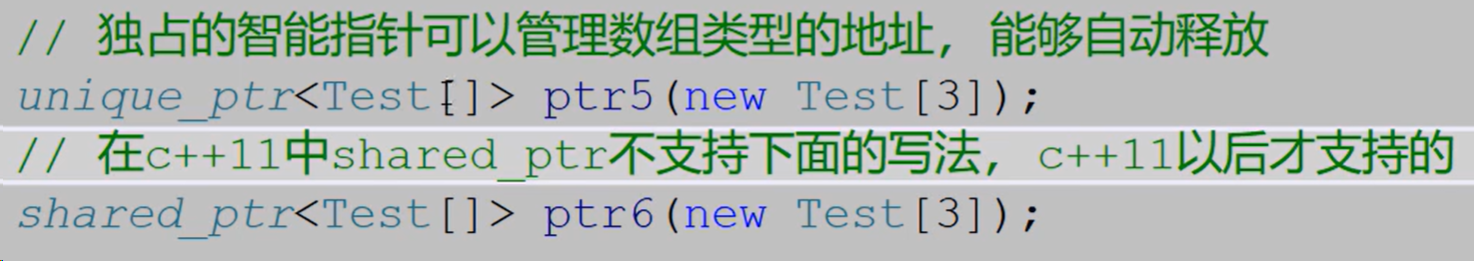 // 独占的智能指针可以管理数组类型的地址, 能够自动释放
unique_ptr<Test[]> ptr5(new Test[3]);
// 在c++11中shared_ptr不支持下面的写法, c++11以后才支持的
shared_ptr<Test[]> ptr6(new Test[3]);